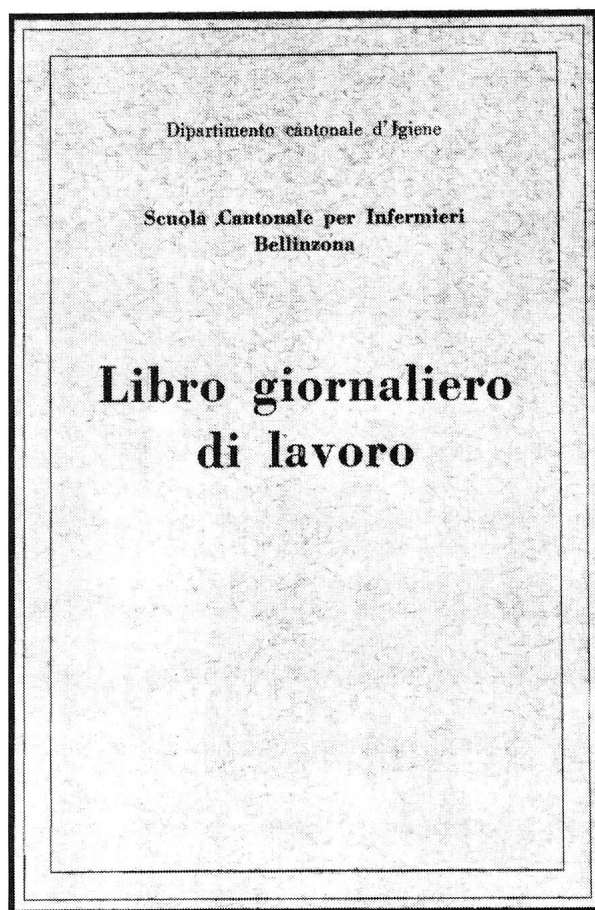 Dipartimento cantonale d'Igiene
Scuola Cantonale per Infermieri
Bellinzona
Libro giornaliero
di lavoro